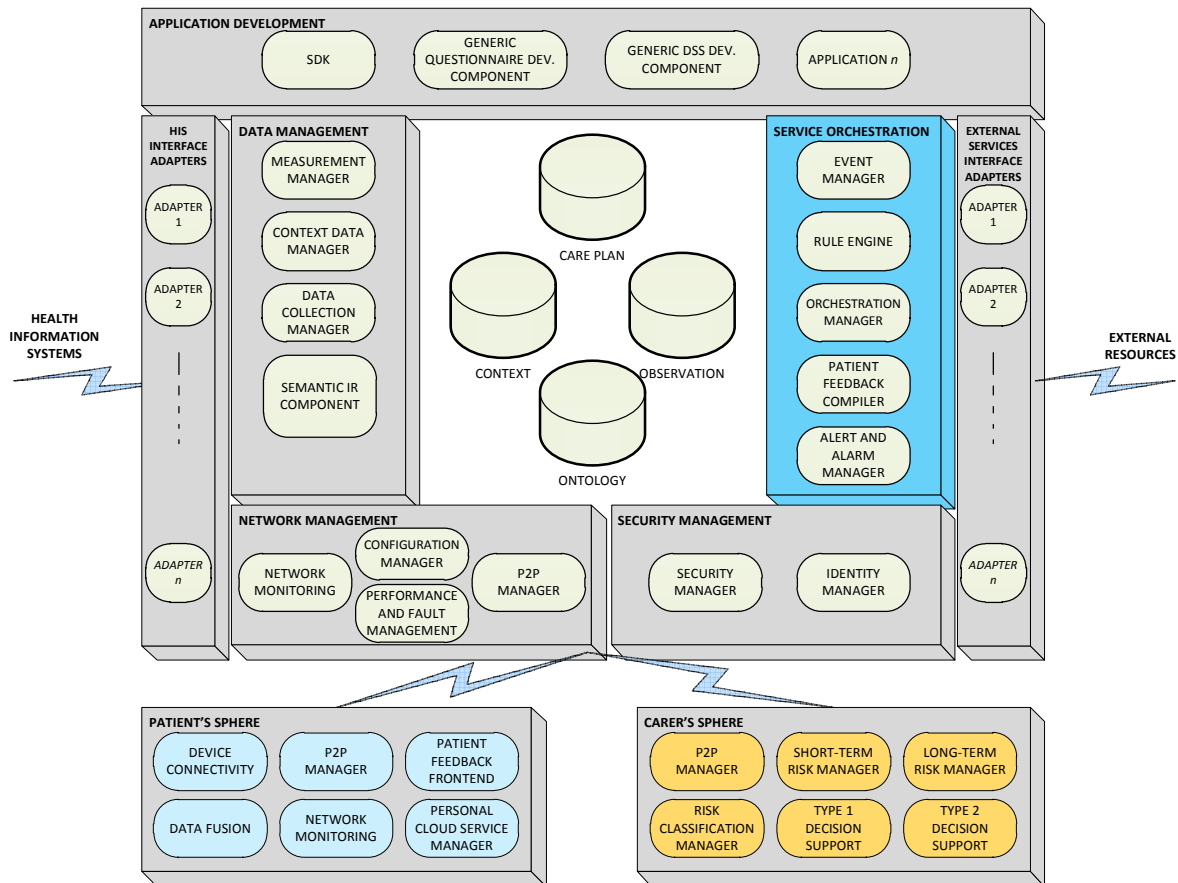 APPLICATION DEVELOPMENT
SDK
GENERIC
QUESTIONNAIRE DEV.
COMPONENT
GENERIC DSS DEV.
COMPONENT
APPLICATION n
HIS
INTERFACE
ADAPTERS
ADAPTER
1
ADAPTER
2
ADAPTER
n
DATA MANAGEMENT
MEASUREMENT
MANAGER
CONTEXT DATA
MANAGER
DATA
COLLECTION
MANAGER
SEMANTIC IR
COMPONENT
CARE PLAN
CONTEXT
OBSERVATION
ONTOLOGY
SERVICE ORCHESTRATION
EVENT
MANAGER
RULE ENGINE
ORCHESTRATION
MANAGER
PATIENT
FEEDBACK
COMPILER
ALERT AND
ALARM
MANAGER
EXTERNAL
SERVICES
INTERFACE
ADAPTERS
ADAPTER
1
ADAPTER
2
ADAPTER
n
HEALTH
INFORMATION
SYSTEMS
EXTERNAL
RESOURCES
NETWORK MANAGEMENT
NETWORK
MONITORING
CONFIGURATION
MANAGER
PERFORMANCE
AND FAULT
MANAGEMENT
P2P
MANAGER
SECURITY MANAGEMENT
SECURITY
MANAGER
IDENTITY
MANAGER
PATIENT'S SPHERE
DEVICE
CONNECTIVITY
P2P
MANAGER
PATIENT
FEEDBACK
FRONTEND
DATA FUSION
NETWORK
MONITORING
PERSONAL
CLOUD SERVICE
MANAGER
CARER'S SPHERE
P2P
MANAGER
SHORT-TERM
RISK MANAGER
LONG-TERM
RISK MANAGER
RISK
CLASSIFICATION
MANAGER
TYPE 1
DECISION
SUPPORT
TYPE 2
DECISION
SUPPORT